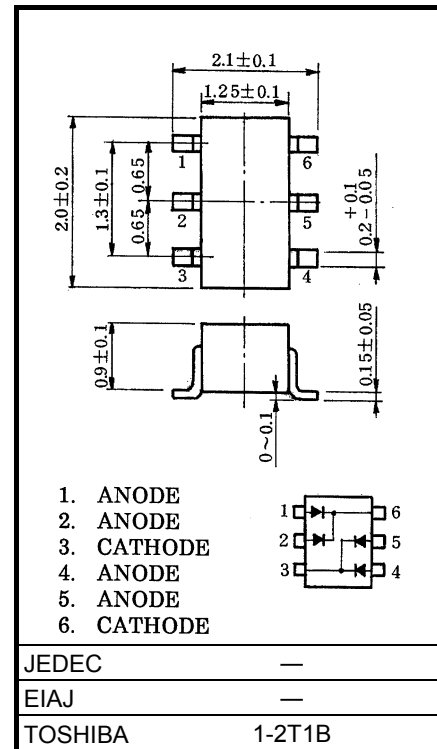 2.1±0.1
1.25±0.1
2.0±0.2
1.3±0.1
0.65
0.65
1
2
3
6
5
4
+0.1
0.2-0.05
0.9±0.1
0.15±0.05
0~0.1
1. ANODE
2. ANODE
3. CATHODE
4. ANODE
5. ANODE
6. CATHODE
1
2
3
6
5
4
JEDEC —
EIAJ —
TOSHIBA 1-2T1B